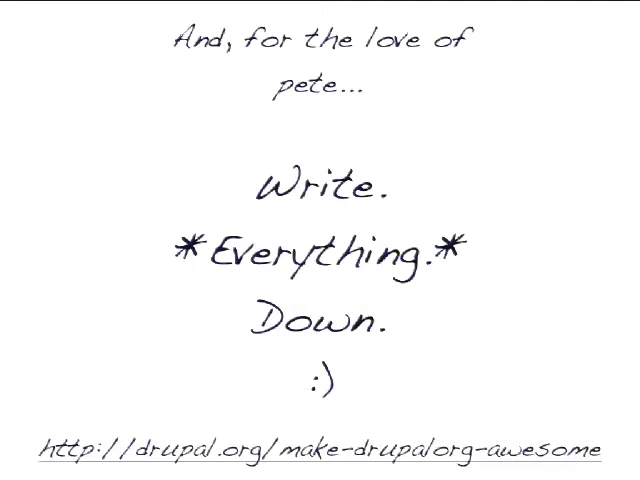 And, for the love of
pete...
Write.
*Everything.*
Down.
:)
http://drupal.org/make-drupalorg-awesome